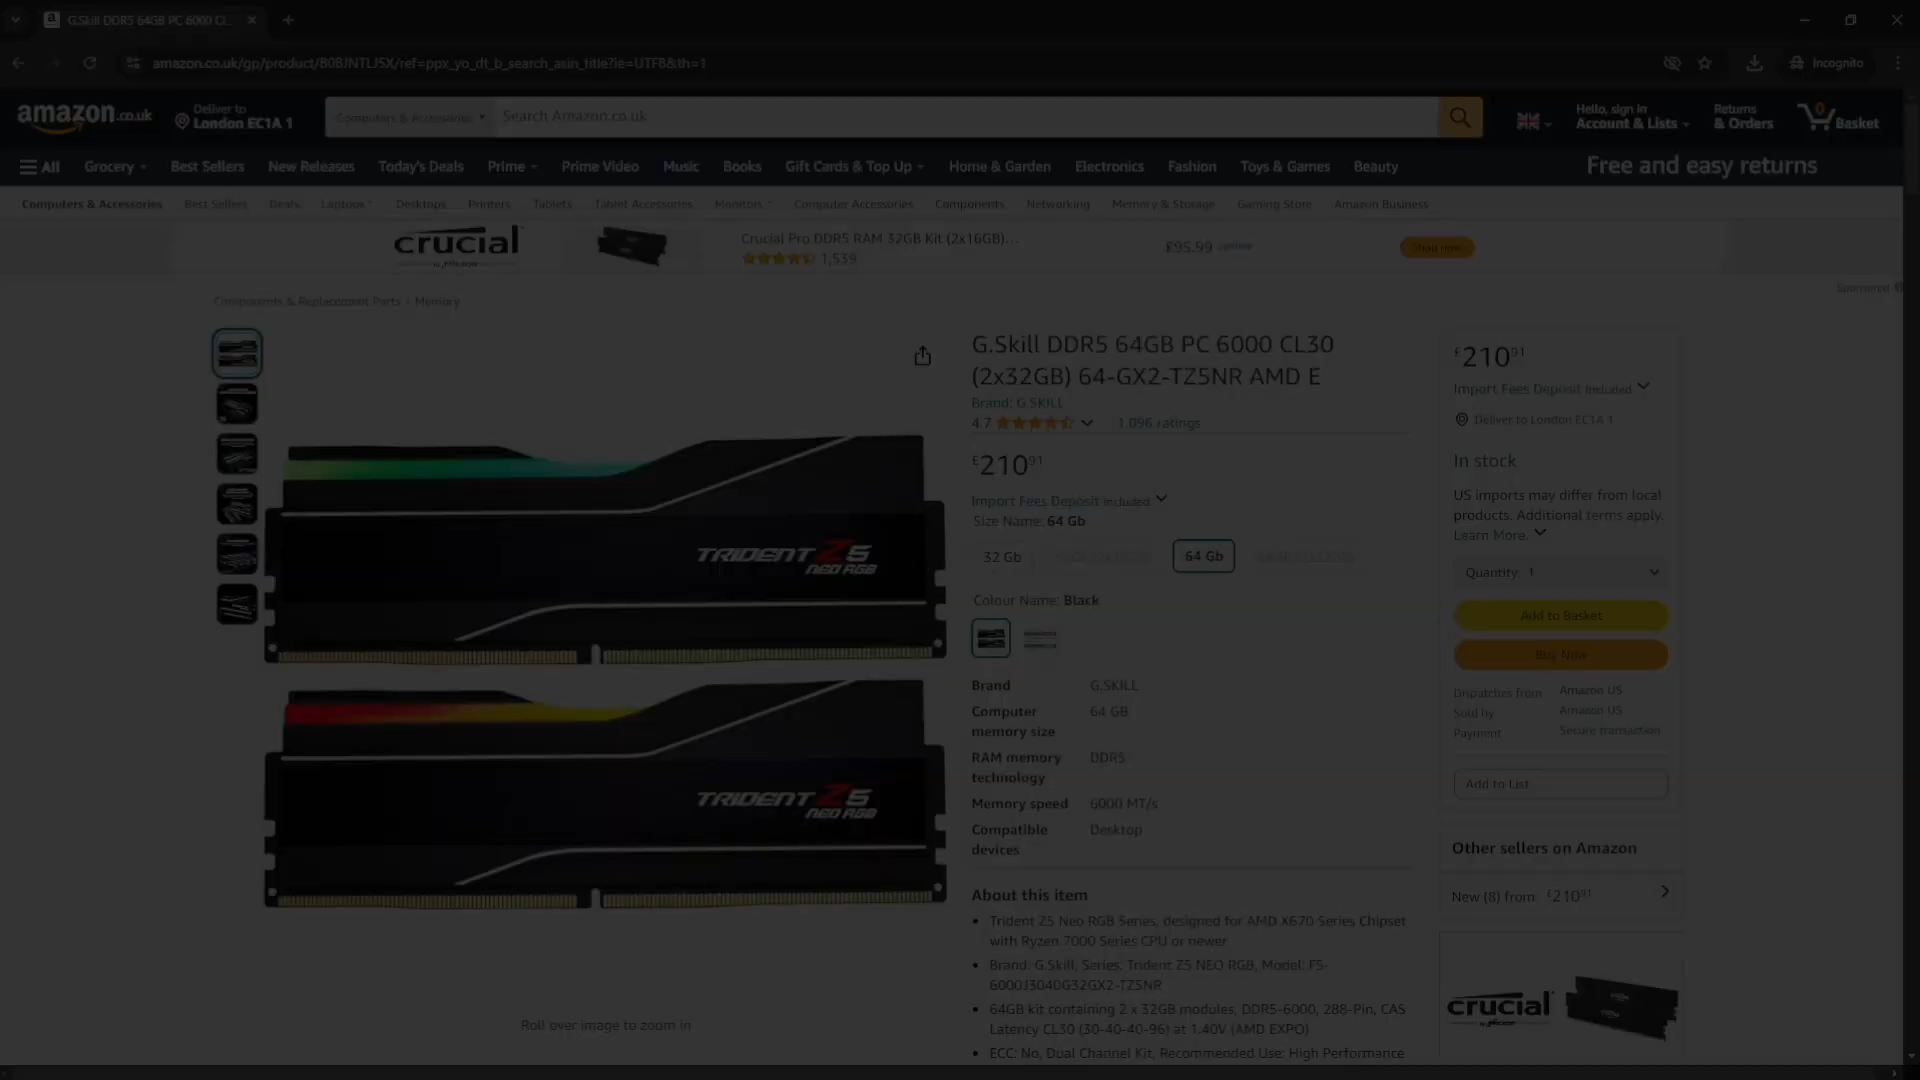 G.Skill DDR5 64GB PC 6000 CL
amazon.co.uk/gp/product/B0BJNTLJ5X/ref=ppx_yo_dt_b_search_asin_title?ie=UTF8&th=1
Incognito
amazon.co.uk
Deliver to
London EC1A 1
Computers & Accessories
Search Amazon.co.uk
Hello, sign in
Account & Lists
Returns
& Orders
0
Basket
All
Grocery
Best Sellers
New Releases
Today's Deals
Prime
Prime Video
Music
Books
Gift Cards & Top Up
Home & Garden
Electronics
Fashion
Toys & Games
Beauty
Free and easy returns
Computers & Accessories
Best Sellers
Deals
Laptops
Desktops
Printers
Tablets
Tablet Accessories
Monitors
Computer Accessories
Components
Networking
Memory & Storage
Gaming Store
Amazon Business
crucial
by Micron
Crucial Pro DDR5 RAM 32GB Kit (2x16GB)...
1,539
£95.99
Shop now
Sponsored
Components & Replacement Parts › Memory
G.Skill DDR5 64GB PC 6000 CL30
(2x32GB) 64-GX2-TZ5NR AMD E
Brand: G.SKILL
4.7
1,096 ratings
£210.91
Import Fees Deposit Included
Size Name: 64 Gb
32 Gb
64 Gb
Colour Name: Black
Brand G.SKILL
Computer 64 GB
memory size
RAM memory DDR5
technology
Memory speed 6000 MT/s
Compatible Desktop
devices
About this item
• Trident Z5 Neo RGB Series, designed for AMD X670 Series Chipset
with Ryzen 7000 Series CPU or newer
• Brand: G.Skill, Series: Trident Z5 NEO RGB, Model: F5-
6000J3040G32GX2-TZ5NR
• 64GB kit containing 2 x 32GB modules, DDR5-6000, 288-Pin, CAS
Latency CL30 (30-40-40-96) at 1.40V (AMD EXPO)
• ECC: No, Dual Channel Kit, Recommended Use: High Performance
TRIDENT Z5
NEO RGB
TRIDENT Z5
NEO RGB
Roll over image to zoom in
£210.91
Import Fees Deposit Included
Deliver to London EC1A 1
In stock
US imports may differ from local
products. Additional terms apply.
Learn More.
Quantity: 1
Add to Basket
Buy Now
Dispatches from Amazon US
Sold by Amazon US
Payment Secure transaction
Add to List
Other sellers on Amazon
New (8) from £210.91
crucial
by Micron